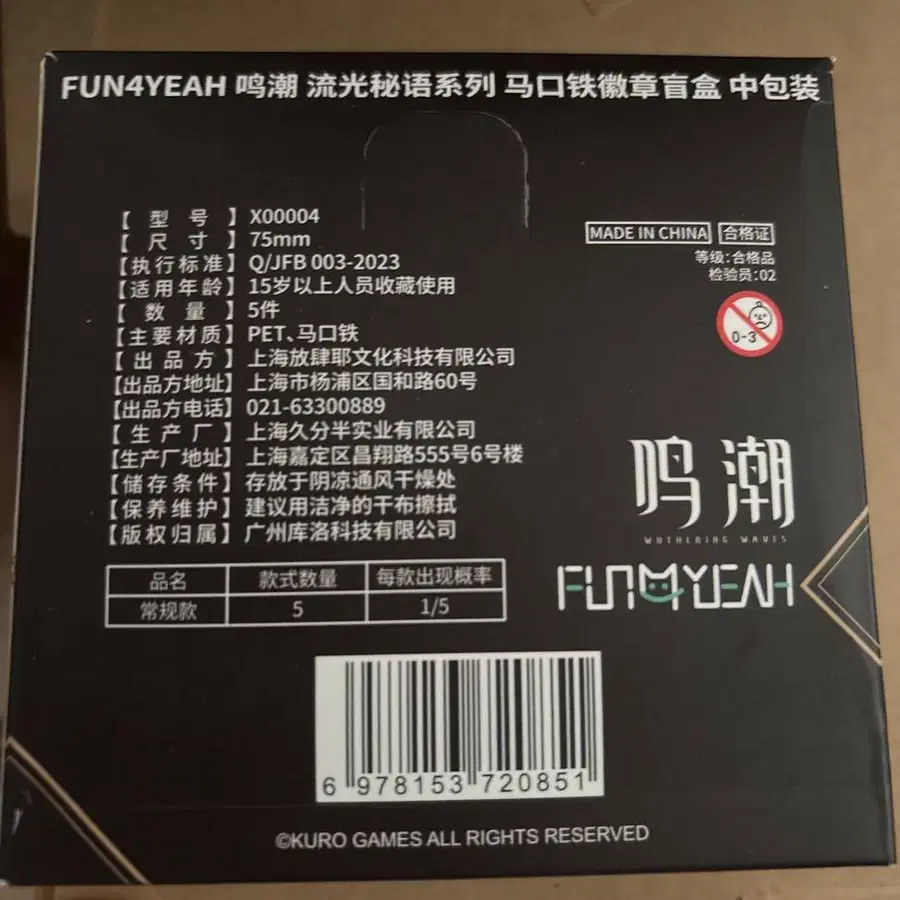 FUN4YEAH 鸣潮 流光秘语系列 马口铁徽章盲盒 中包装
【型号】X00004
【尺寸】75mm
【执行标准】Q/JFB 003-2023
【适用年龄】15岁以上人员收藏使用
【数量】5件
【主要材质】PET、马口铁
【出品方】上海放肆耶文化科技有限公司
【出品方地址】上海市杨浦区国和路60号
【出品方电话】021-63300889
【生产厂】上海久分半实业有限公司
【生产厂地址】上海嘉定区昌翔路555号6号楼
【储存条件】存放于阴凉通风干燥处
【保养维护】建议用洁净的干布擦拭
【版权归属】广州库洛科技有限公司
MADE IN CHINA 合格证
等级:合格品
检验员:02
0-3
鸣潮
WUTHERING WAVES
FUN4YEAH
品名 款式数量 每款出现概率
常规款 5 1/5
6 978153 720851
©KURO GAMES ALL RIGHTS RESERVED